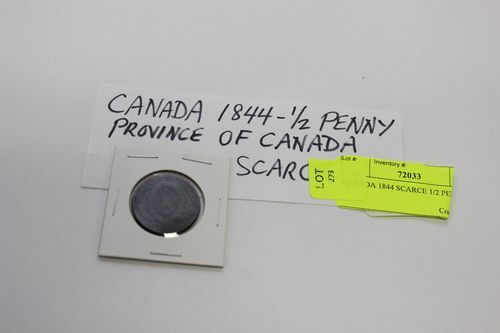 CANADA 1844-½ PENNY
PROVINCE OF CANADA
SCARC
LOT
273
Lot #
Inventory #
72033
DA 1844 SCARCE 1/2 PE
Co